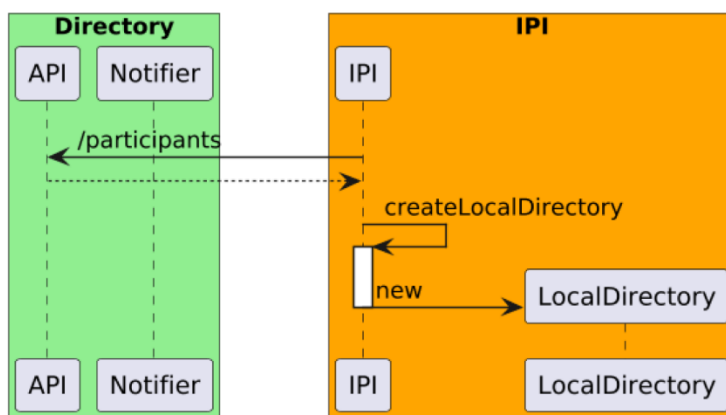 Directory
IPI
API
Notifier
IPI
/participants
createLocalDirectory
new
LocalDirectory
API
Notifier
IPI
LocalDirectory